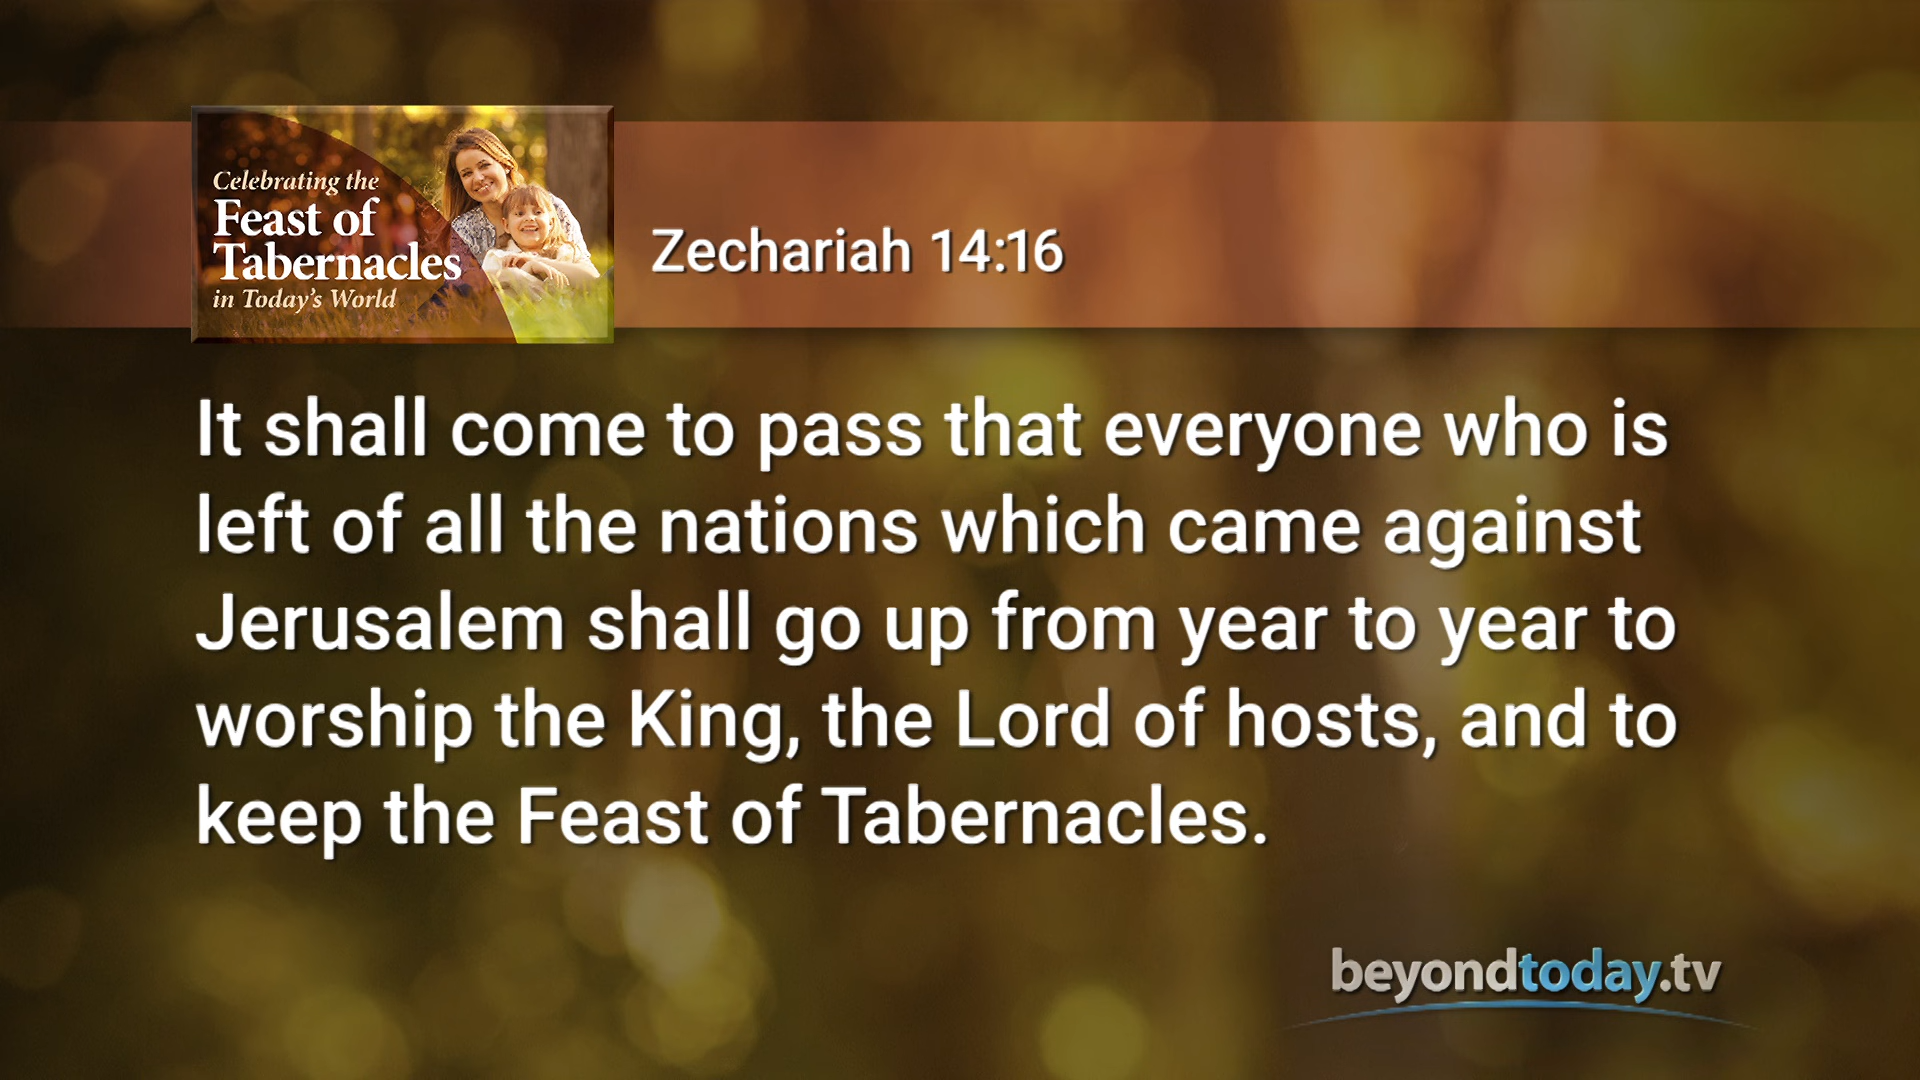 Celebrating the
Feast of
Tabernacles
in Today's World
Zechariah 14:16
It shall come to pass that everyone who is
left of all the nations which came against
Jerusalem shall go up from year to year to
worship the King, the Lord of hosts, and to
keep the Feast of Tabernacles.
beyondtoday.tv